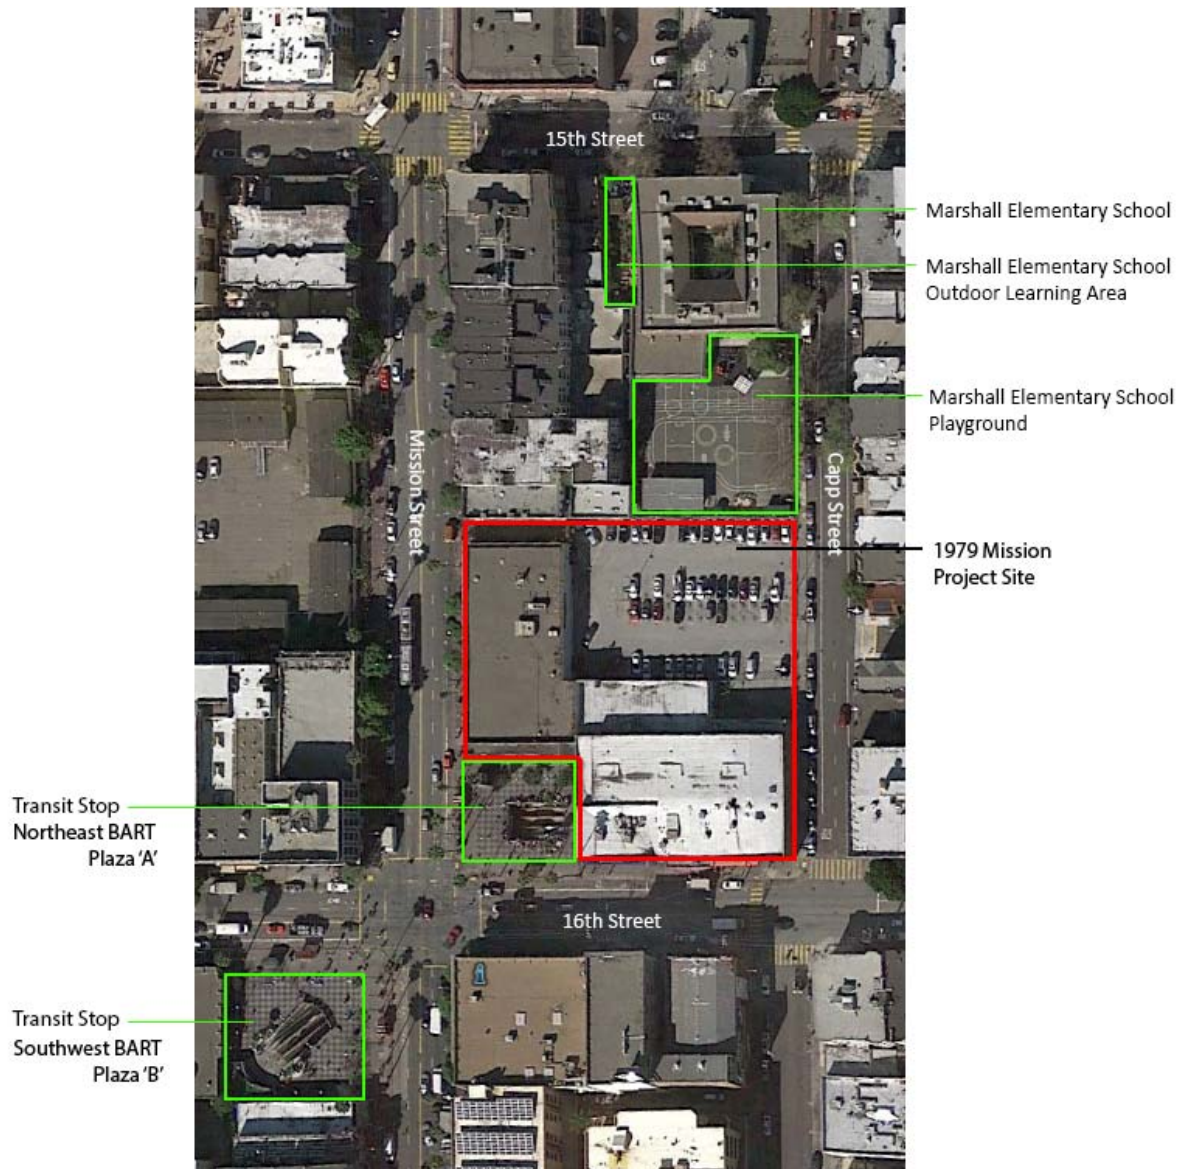 15th Street
Marshall Elementary School
Marshall Elementary School
Outdoor Learning Area
Marshall Elementary School
Playground
Mission Street
Capp Street
1979 Mission
Project Site
Transit Stop
Northeast BART
Plaza 'A'
16th Street
Transit Stop
Southwest BART
Plaza 'B'